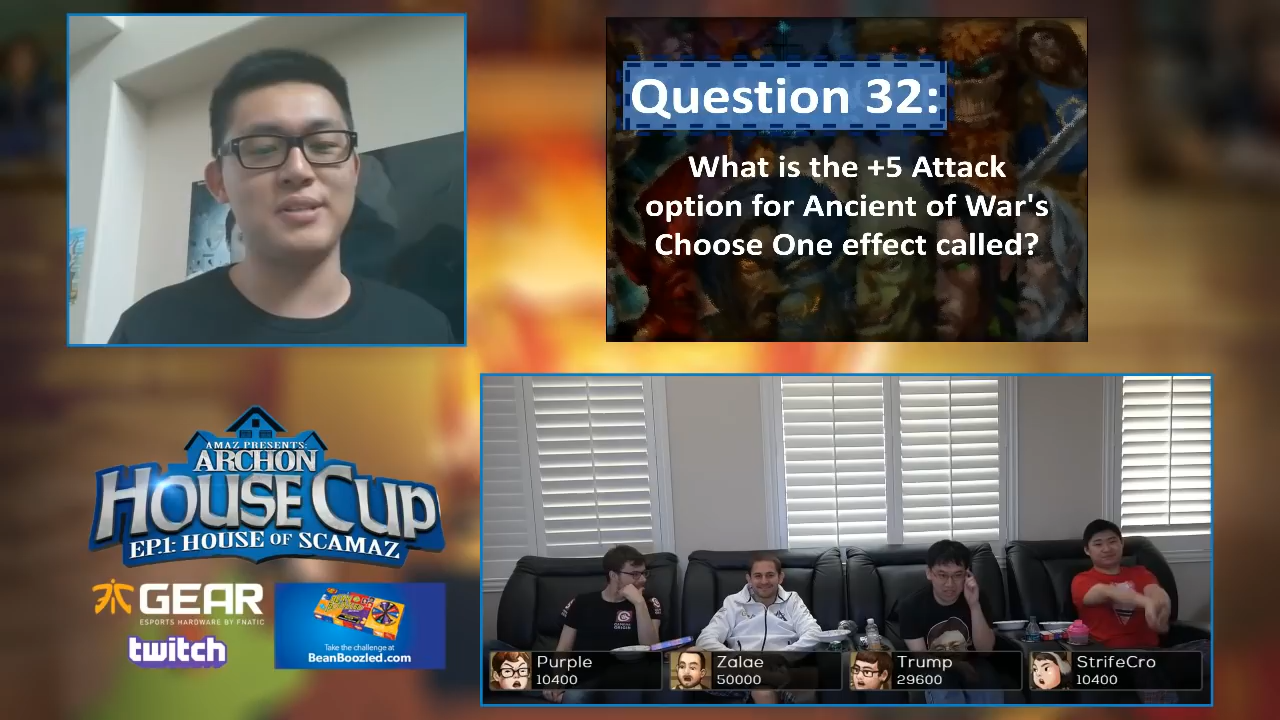 Question 32:
What is the +5 Attack
option for Ancient of War's
Choose One effect called?
AMAZ PRESENTS:
ARCHON
HOUSE CUP
EP.1: HOUSE OF SCAMAZ
GEAR
ESPORTS HARDWARE BY FNATIC
twitch
Take the challenge at
BeanBoozled.com
Purple
10400
Zalae
50000
Trump
29600
StrifeCro
10400